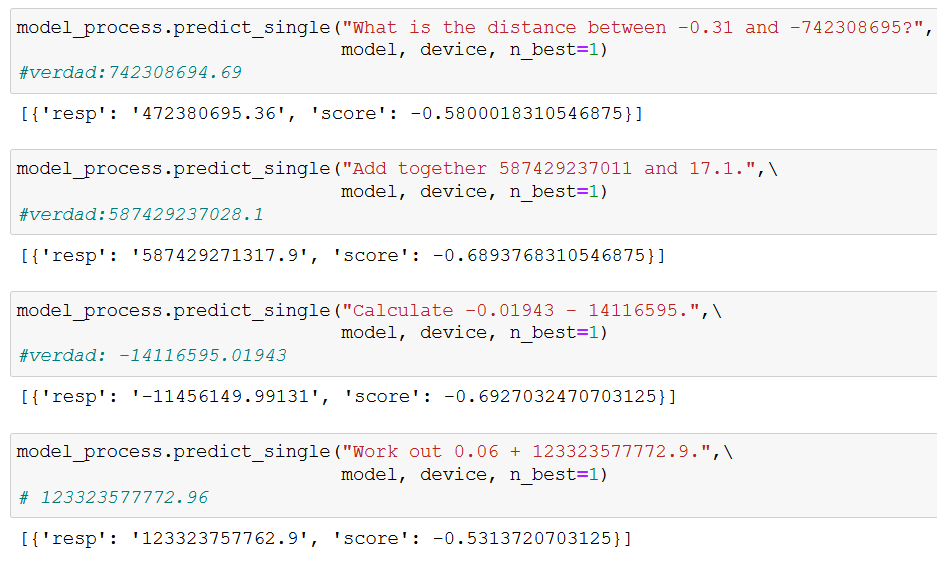 model_process.predict_single("What is the distance between -0.31 and -742308695?",
model, device, n_best=1)
#verdad:742308694.69
[{'resp': '472380695.36', 'score': -0.5800018310546875}]
model_process.predict_single("Add together 587429237011 and 17.1.",\
model, device, n_best=1)
#verdad:587429237028.1
[{'resp': '587429271317.9', 'score': -0.6893768310546875}]
model_process.predict_single("Calculate -0.01943 - 14116595.",\
model, device, n_best=1)
#verdad: -14116595.01943
[{'resp': '-11456149.99131', 'score': -0.6927032470703125}]
model_process.predict_single("Work out 0.06 + 123323577772.9.",\
model, device, n_best=1)
# 123323577772.96
[{'resp': '123323757762.9', 'score': -0.5313720703125}]